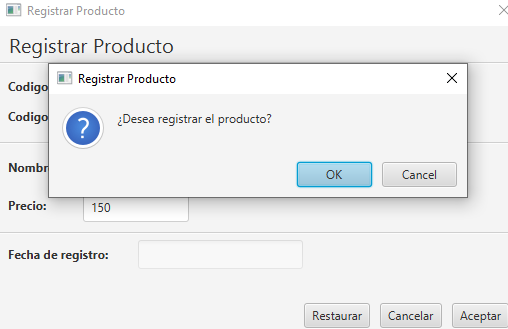 Registrar Producto
Registrar Producto
Registrar Producto
Codigo
¿Desea registrar el producto?
Codigo
OK
Cancel
Nombr
Precio:
150
Fecha de registro:
Restaurar
Cancelar
Aceptar